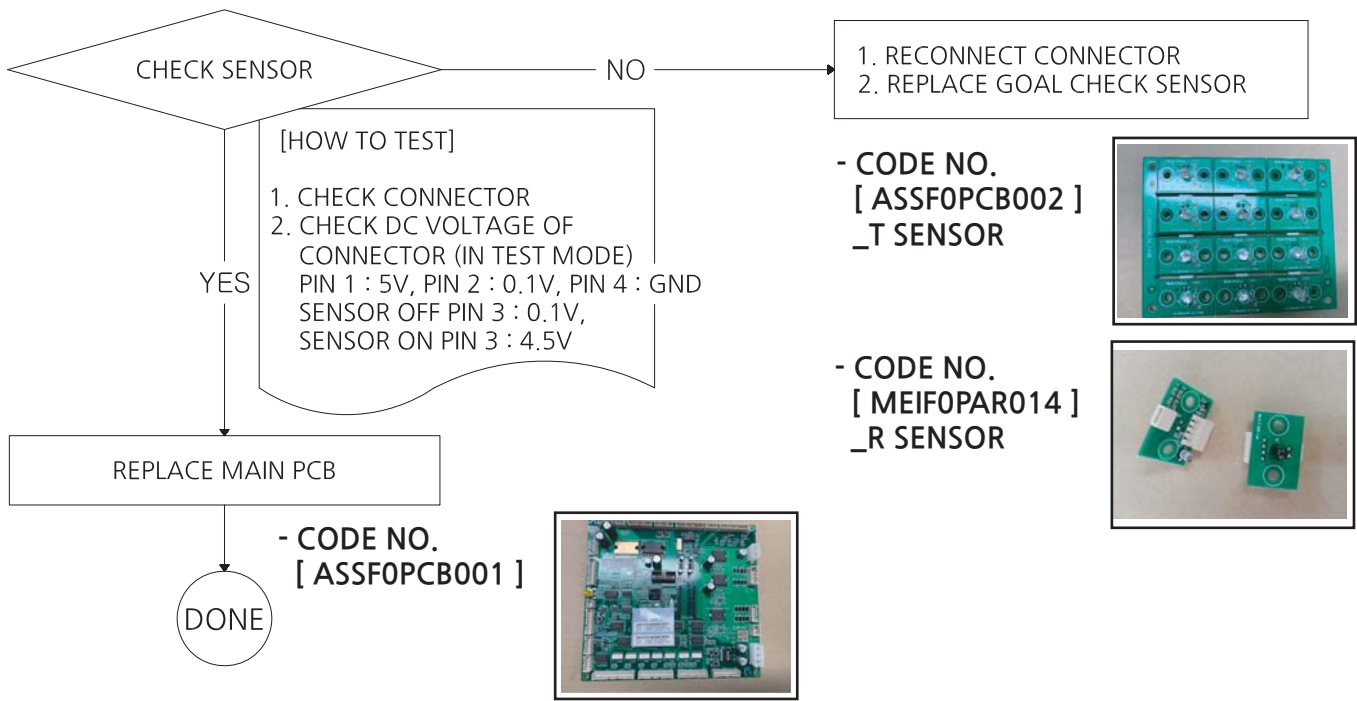 CHECK SENSOR
NO
1. RECONNECT CONNECTOR
2. REPLACE GOAL CHECK SENSOR
[HOW TO TEST]
1. CHECK CONNECTOR
2. CHECK DC VOLTAGE OF
CONNECTOR (IN TEST MODE)
PIN 1 : 5V, PIN 2 : 0.1V, PIN 4 : GND
SENSOR OFF PIN 3 : 0.1V,
SENSOR ON PIN 3 : 4.5V
YES
- CODE NO.
[ ASSF0PCB002 ]
_T SENSOR
- CODE NO.
[ MEIF0PAR014 ]
_R SENSOR
REPLACE MAIN PCB
- CODE NO.
[ ASSF0PCB001 ]
DONE